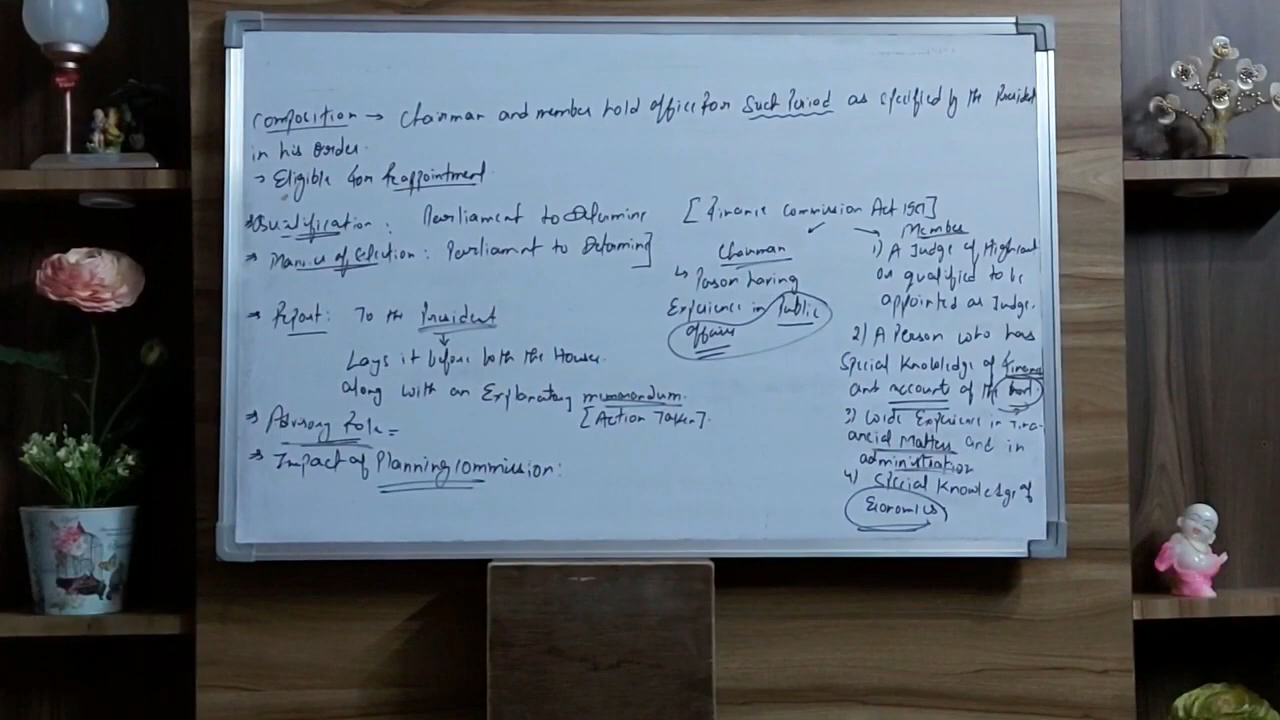 Composition → Chairman and member hold office for Such Period as specified by the President
in his Order.
→ Eligible for Reappointment
→ Qualification : Parliament to Determine
[Finance Commission Act 1951]
→ Manner of Selection : Parliament to Determine]
Chairman
↳ Person having
Experience in Public
affairs
Member
1) A Judge of High court
or qualified to be
appointed as Judge.
2) A Person who has
Special Knowledge of Finance
and account of the Govt
3) Wide Experience in Fina-
ancial Matters and in
administration
4) Special Knowledge of
Economics
→ Report: To the President
↓
Lays it before both the Houses
along with an Explanatory memorandum.
[Action Taken].
→ Advisory Role =
→ Impact of Planning Commission: